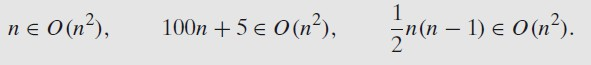 n ∈ O(n²), 100n + 5 ∈ O(n²), ½n(n − 1) ∈ O(n²).